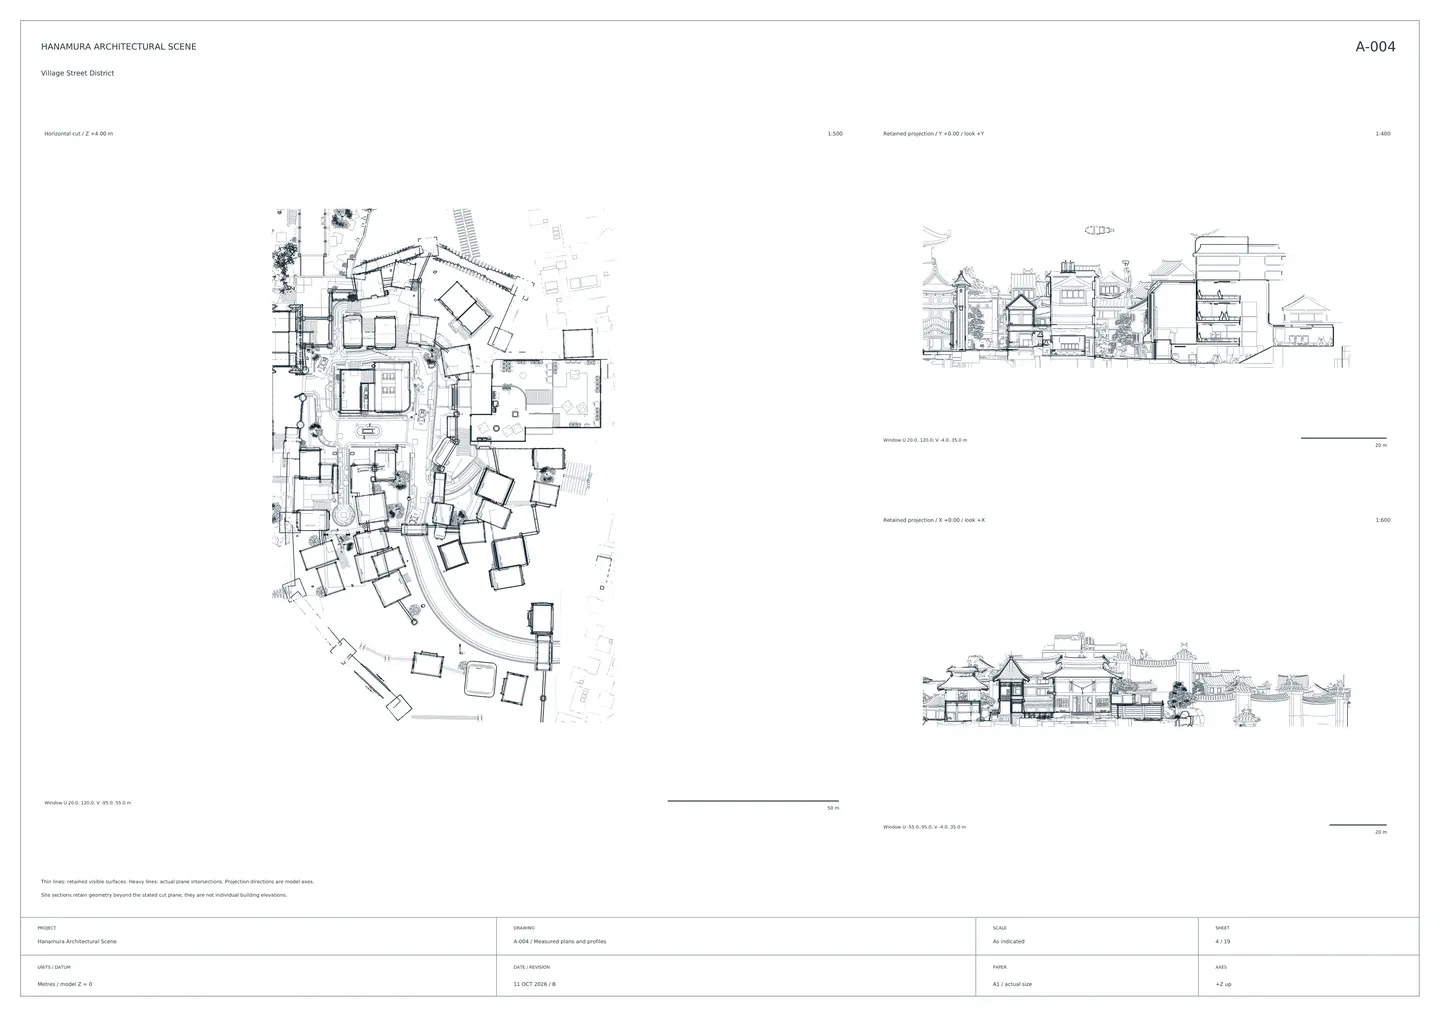 HANAMURA ARCHITECTURAL SCENE
A-004
Village Street District
Horizontal cut / Z +4.00 m
1:500
Retained projection / Y +0.00 / look +Y
1:400
Window U 20.0..120.0; V -4.0..35.0 m
20 m
Retained projection / X +0.00 / look +X
1:600
Window U 20.0..120.0; V -95.0..55.0 m
50 m
Window U -55.0..95.0; V -4.0..35.0 m
20 m
Thin lines: retained visible surfaces. Heavy lines: actual plane intersections. Projection directions are model axes.
Site sections retain geometry beyond the stated cut plane; they are not individual building elevations.
PROJECT
Hanamura Architectural Scene
DRAWING
A-004 / Measured plans and profiles
SCALE
As indicated
SHEET
4 / 19
UNITS / DATUM
Metres / model Z = 0
DATE / REVISION
11 OCT 2026 / B
PAPER
A1 / actual size
AXES
+Z up